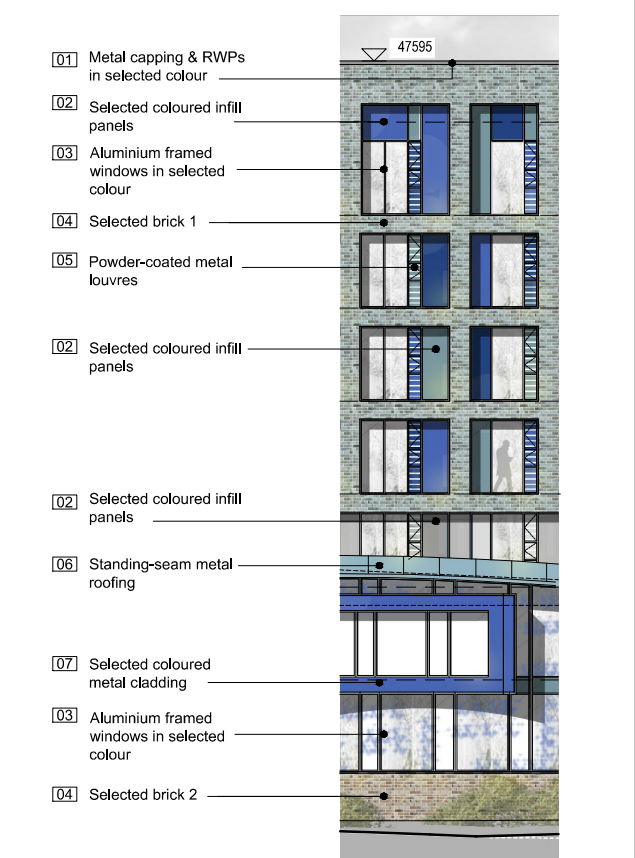 47595
01 Metal capping & RWPs
in selected colour
02 Selected coloured infill
panels
03 Aluminium framed
windows in selected
colour
04 Selected brick 1
05 Powder-coated metal
louvres
02 Selected coloured infill
panels
02 Selected coloured infill
panels
06 Standing-seam metal
roofing
07 Selected coloured
metal cladding
03 Aluminium framed
windows in selected
colour
04 Selected brick 2